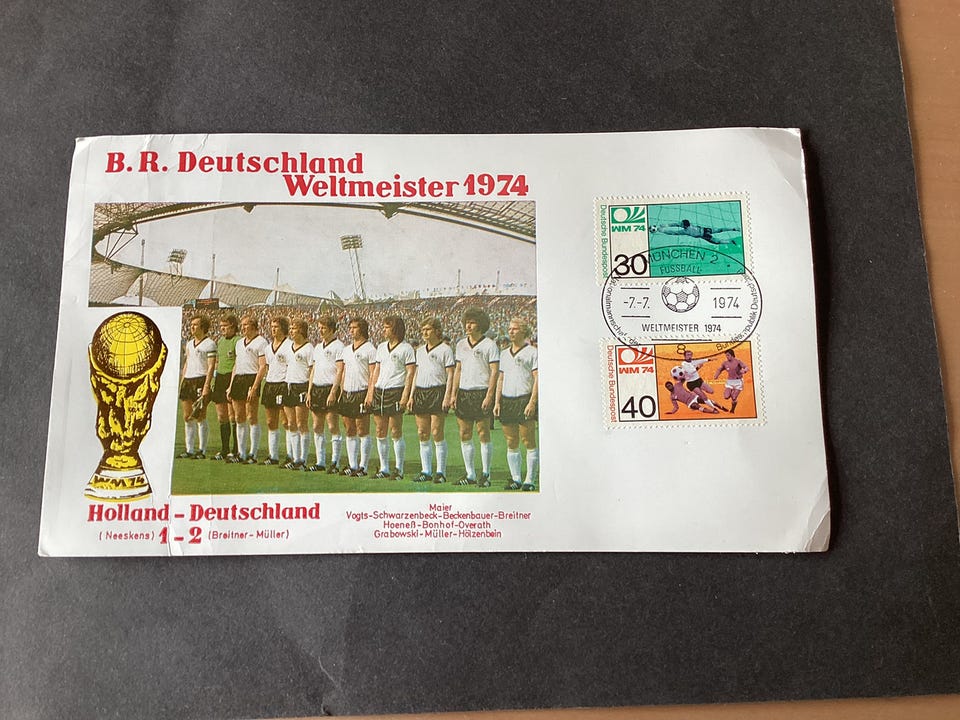 B.R. Deutschland
Weltmeister 1974
WM 74
Holland - Deutschland
(Neeskens) 1-2 (Breitner-Müller)
Maier
Vogts-Schwarzenbeck-Beckenbauer-Breitner
Hoeneß-Bonhof-Overath
Grabowski-Müller-Hölzenbein
Deutsche Bundespost
WM 74
30
MÜNCHEN 2
FUSSBALL
-7.-7. 1974
WELTMEISTER 1974
Deutsche Bundespost
WM 74
40